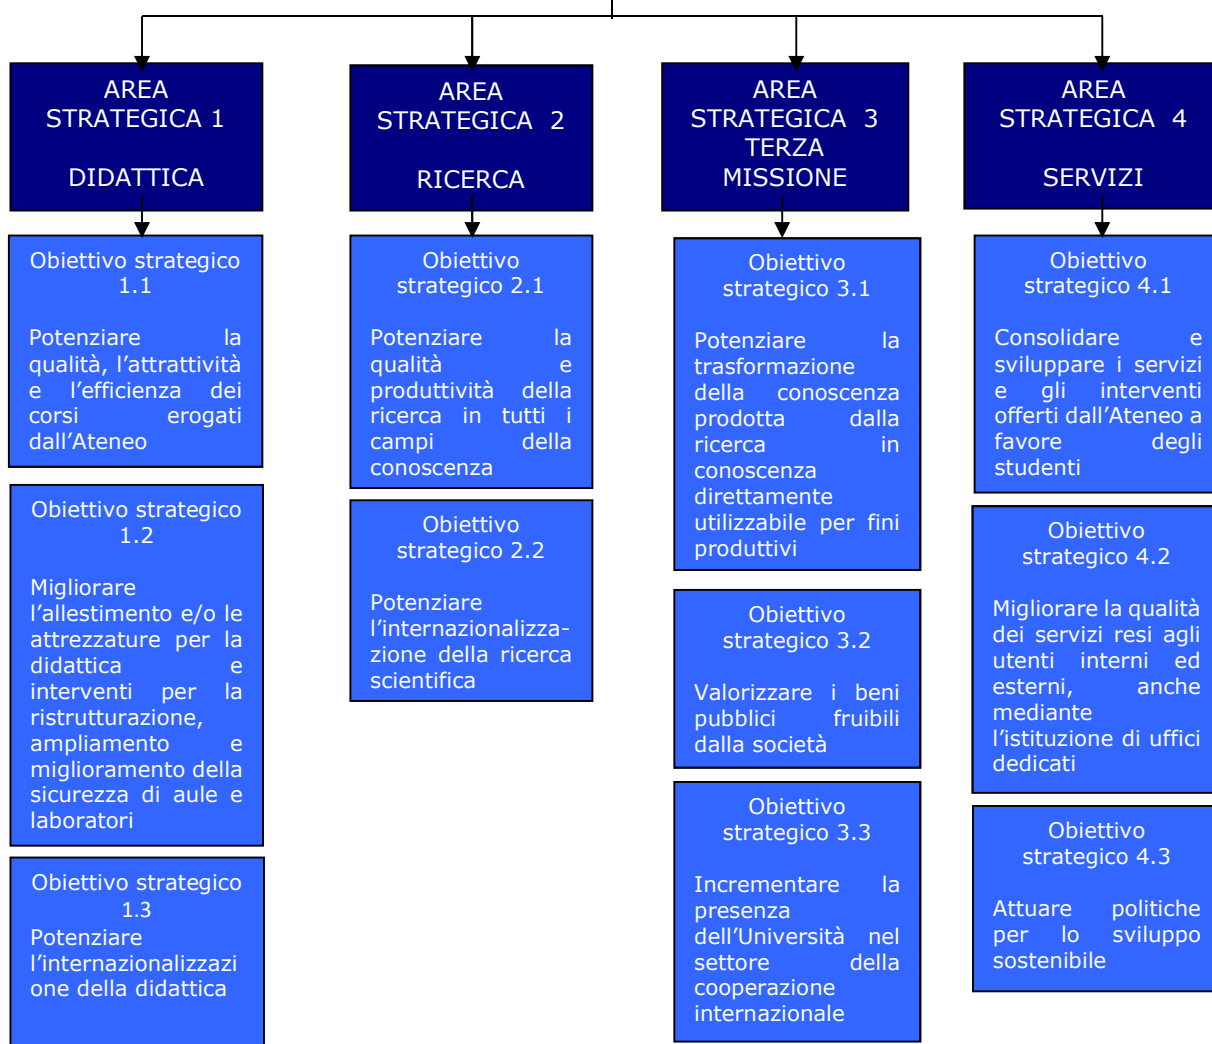 AREA
STRATEGICA 1
DIDATTICA
Obiettivo strategico
1.1
Potenziare la
qualità, l’attrattività
e l’efficienza dei
corsi erogati
dall’Ateneo
Obiettivo strategico
1.2
Migliorare
l’allestimento e/o le
attrezzature per la
didattica e
interventi per la
ristrutturazione,
ampliamento e
miglioramento della
sicurezza di aule e
laboratori
Obiettivo strategico
1.3
Potenziare
l’internazionalizzazi
one della didattica
AREA
STRATEGICA 2
RICERCA
Obiettivo
strategico 2.1
Potenziare la
qualità e
produttività della
ricerca in tutti i
campi della
conoscenza
Obiettivo
strategico 2.2
Potenziare
l’internazionalizza-
zione della ricerca
scientifica
AREA
STRATEGICA 3
TERZA
MISSIONE
Obiettivo
strategico 3.1
Potenziare la
trasformazione
della conoscenza
prodotta dalla
ricerca in
conoscenza
direttamente
utilizzabile per fini
produttivi
Obiettivo
strategico 3.2
Valorizzare i beni
pubblici fruibili
dalla società
Obiettivo
strategico 3.3
Incrementare la
presenza
dell’Università nel
settore della
cooperazione
internazionale
AREA
STRATEGICA 4
SERVIZI
Obiettivo
strategico 4.1
Consolidare e
sviluppare i servizi
e gli interventi
offerti dall’Ateneo a
favore degli
studenti
Obiettivo
strategico 4.2
Migliorare la qualità
dei servizi resi agli
utenti interni ed
esterni, anche
mediante
l’istituzione di uffici
dedicati
Obiettivo
strategico 4.3
Attuare politiche
per lo sviluppo
sostenibile